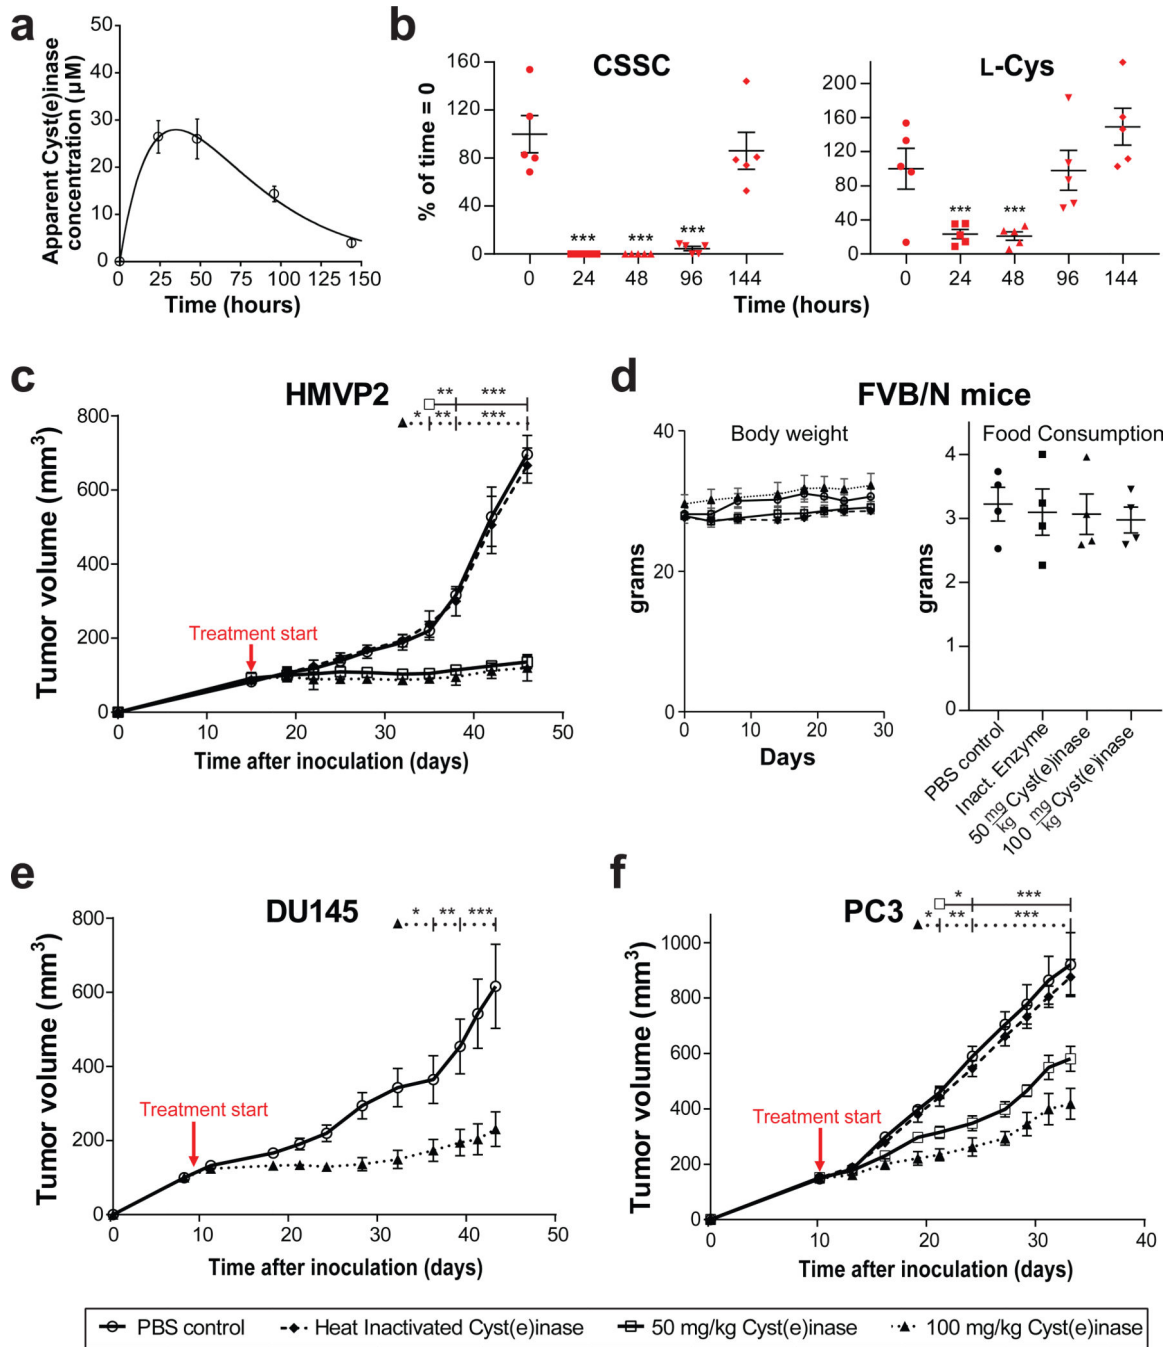 a
Apparent Cyst(e)inase
concentration (µM)
50
40
30
20
10
0
0 25 50 75 100 125 150
Time (hours)
b
CSSC
% of time = 0
160
120
80
40
0
*** *** ***
0 24 48 96 144
L-Cys
200
160
120
80
40
0
*** ***
0 24 48 96 144
Time (hours)
c
HMVP2
** ***
* ** ***
Tumor volume (mm³)
800
600
400
200
0
Treatment start
0 10 20 30 40 50
Time after inoculation (days)
d
FVB/N mice
Body weight
grams
40
20
0
0 10 20 30
Days
Food Consumption
grams
4
3
2
1
0
PBS control
Inact. Enzyme
50 mg/kg Cyst(e)inase
100 mg/kg Cyst(e)inase
e
DU145
* ** ***
Tumor volume (mm³)
800
600
400
200
0
Treatment start
0 10 20 30 40 50
Time after inoculation (days)
f
PC3
* ***
* ** ***
Tumor volume (mm³)
1000
800
600
400
200
0
Treatment start
0 10 20 30 40
Time after inoculation (days)
PBS control Heat Inactivated Cyst(e)inase 50 mg/kg Cyst(e)inase 100 mg/kg Cyst(e)inase